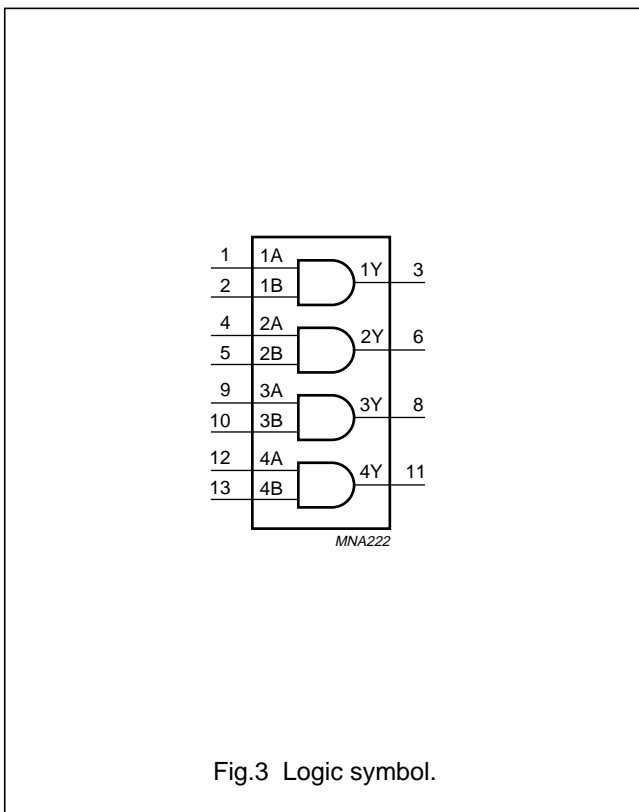 1 1A 1Y 3
2 1B
4 2A 2Y 6
5 2B
9 3A 3Y 8
10 3B
12 4A 4Y 11
13 4B
MNA222
Fig.3 Logic symbol.